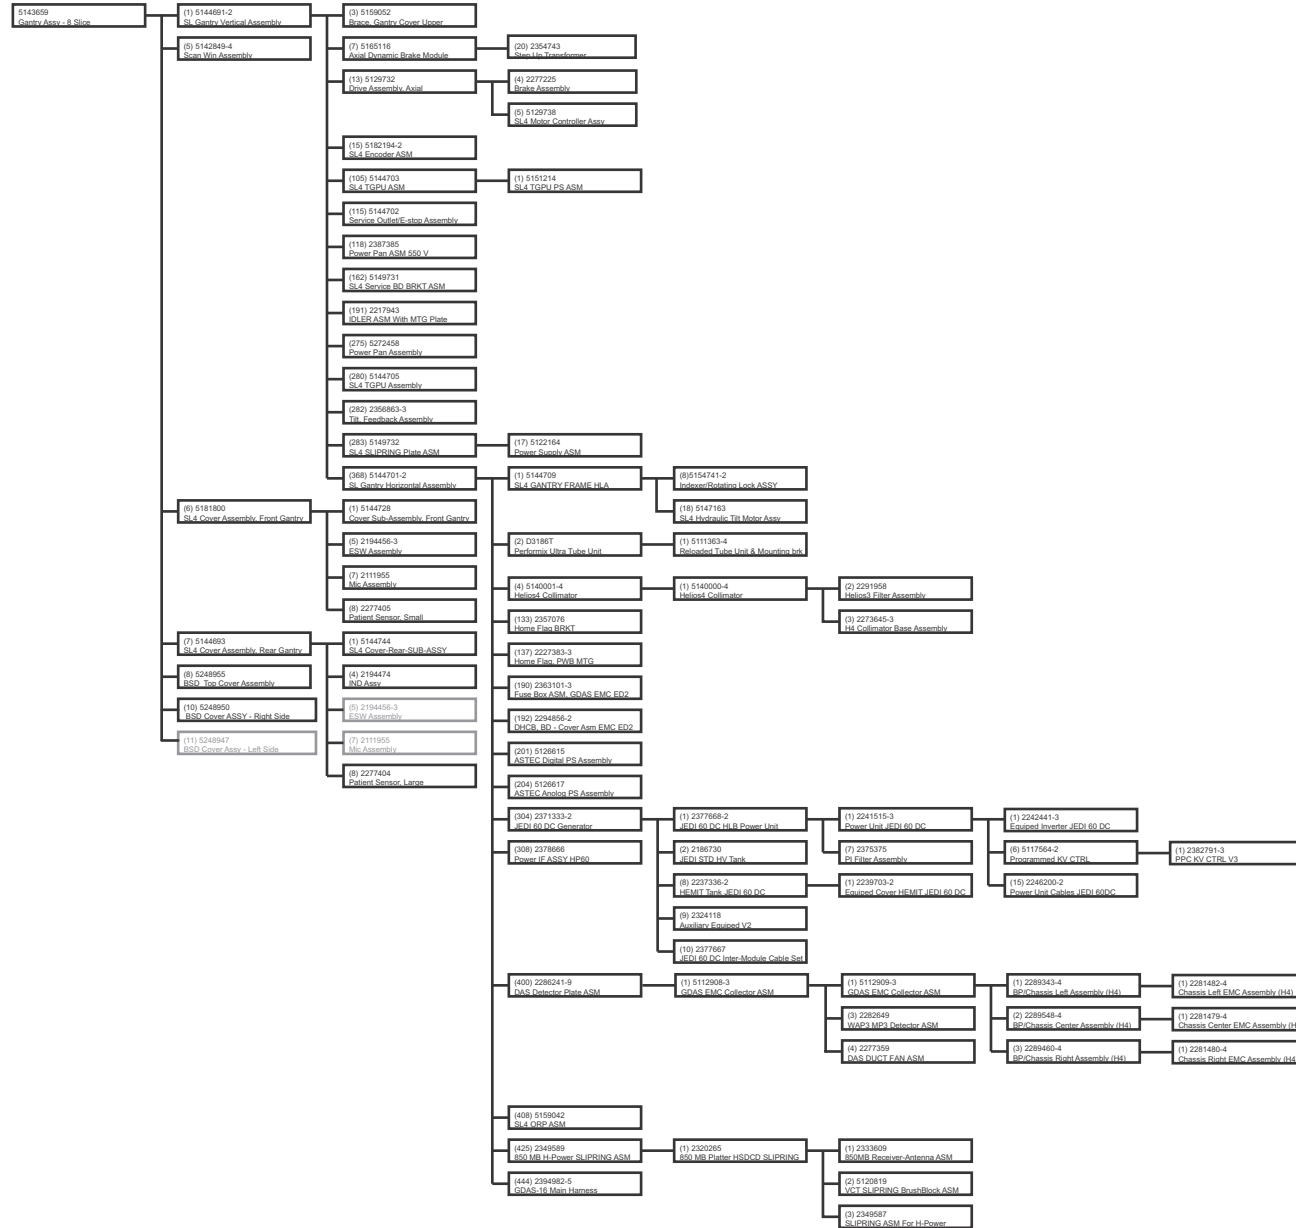 5143659
Gantry Assy - 8 Slice
(1) 5144691-2
SL Gantry Vertical Assembly
(3) 5159052
Brace, Gantry Cover Upper
(5) 5142849-4
Scan Win Assembly
(7) 5165116
Axial Dynamic Brake Module
(20) 2354743
Step Up Transformer
(13) 5129732
Drive Assembly, Axial
(4) 2277225
Brake Assembly
(5) 5129738
SL4 Motor Controller Assy
(15) 5182194-2
SL4 Encoder ASM
(105) 5144703
SL4 TGPU ASM
(1) 5151214
SL4 TGPU PS ASM
(115) 5144702
Service Outlet/E-stop Assembly
(118) 2387385
Power Pan ASM 550 V
(162) 5149731
SL4 Service BD BRKT ASM
(191) 2217943
IDLER ASM With MTG Plate
(275) 5272458
Power Pan Assembly
(280) 5144705
SL4 TGPU Assembly
(282) 2356863-3
Tilt, Feedback Assembly
(283) 5149732
SL4 SLIPRING Plate ASM
(17) 5122164
Power Supply ASM
(368) 5144701-2
SL Gantry Horizontal Assembly
(1) 5144709
SL4 GANTRY FRAME HLA
(8)5154741-2
Indexer/Rotating Lock ASSY
(18) 5147163
SL4 Hydraulic Tilt Motor Assy
(6) 5181800
SL4 Cover Assembly, Front Gantry
(1) 5144728
Cover Sub-Assembly, Front Gantry
(5) 2194456-3
ESW Assembly
(7) 2111955
Mic Assembly
(8) 2277405
Patient Sensor, Small
(2) D3186T
Performix Ultra Tube Unit
(1) 5111363-4
Reloaded Tube Unit & Mounting brk
(4) 5140001-4
Helios4 Collimator
(1) 5140000-4
Helios4 Collimator
(2) 2291958
Helios3 Filter Assembly
(3) 2273645-3
H4 Collimator Base Assembly
(133) 2357076
Home Flag BRKT
(7) 5144693
SL4 Cover Assembly, Rear Gantry
(1) 5144744
SL4 Cover-Rear-SUB-ASSY
(137) 2227383-3
Home Flag, PWB MTG
(8) 5248955
BSD  Top Cover Assembly
(4) 2194474
IND Assy
(190) 2363101-3
Fuse Box ASM, GDAS EMC ED2
(10) 5248950
BSD Cover ASSY - Right Side
(5) 2194456-3
ESW Assembly
(192) 2294856-2
DHCB, BD - Cover Asm EMC ED2
(11) 5248947
BSD Cover Assy - Left Side
(7) 2111955
Mic Assembly
(201) 5126615
ASTEC Digital PS Assembly
(8) 2277404
Patient Sensor, Large
(204) 5126617
ASTEC Anolog PS Assembly
(304) 2371333-2
JEDI 60 DC Generator
(1) 2377668-2
JEDI 60 DC HLB Power Unit
(1) 2241515-3
Power Unit JEDI 60 DC
(1) 2242441-3
Equiped Inverter JEDI 60 DC
(308) 2378666
Power IF ASSY HP60
(2) 2186730
JEDI STD HV Tank
(7) 2375375
PI Filter Assembly
(6) 5117564-2
Programmed KV CTRL
(1) 2382791-3
PPC KV CTRL V3
(8) 2237336-2
HEMIT Tank JEDI 60 DC
(1) 2239703-2
Equiped Cover HEMIT JEDI 60 DC
(15) 2246200-2
Power Unit Cables JEDI 60DC
(9) 2324118
Auxiliary Equiped V2
(10) 2377667
JEDI 60 DC Inter-Module Cable Set
(400) 2286241-9
DAS Detector Plate ASM
(1) 5112908-3
GDAS EMC Collector ASM
(1) 5112909-3
GDAS EMC Collector ASM
(1) 2289343-4
BP/Chassis Left Assembly (H4)
(1) 2281482-4
Chassis Left EMC Assembly (H4)
(3) 2282649
WAP3 MP3 Detector ASM
(2) 2289548-4
BP/Chassis Center Assembly (H4)
(1) 2281479-4
Chassis Center EMC Assembly (H
(4) 2277359
DAS DUCT FAN ASM
(3) 2289460-4
BP/Chassis Right Assembly (H4)
(1) 2281480-4
Chassis Right EMC Assembly (H4
(408) 5159042
SL4 ORP ASM
(425) 2349589
850 MB H-Power SLIPRING ASM
(1) 2320265
850 MB Platter HSDCD SLIPRING
(1) 2333609
850MB Receiver-Antenna ASM
(444) 2394982-5
GDAS-16 Main Harness
(2) 5120819
VCT SLIPRING BrushBlock ASM
(3) 2349587
SLIPRING ASM For H-Power